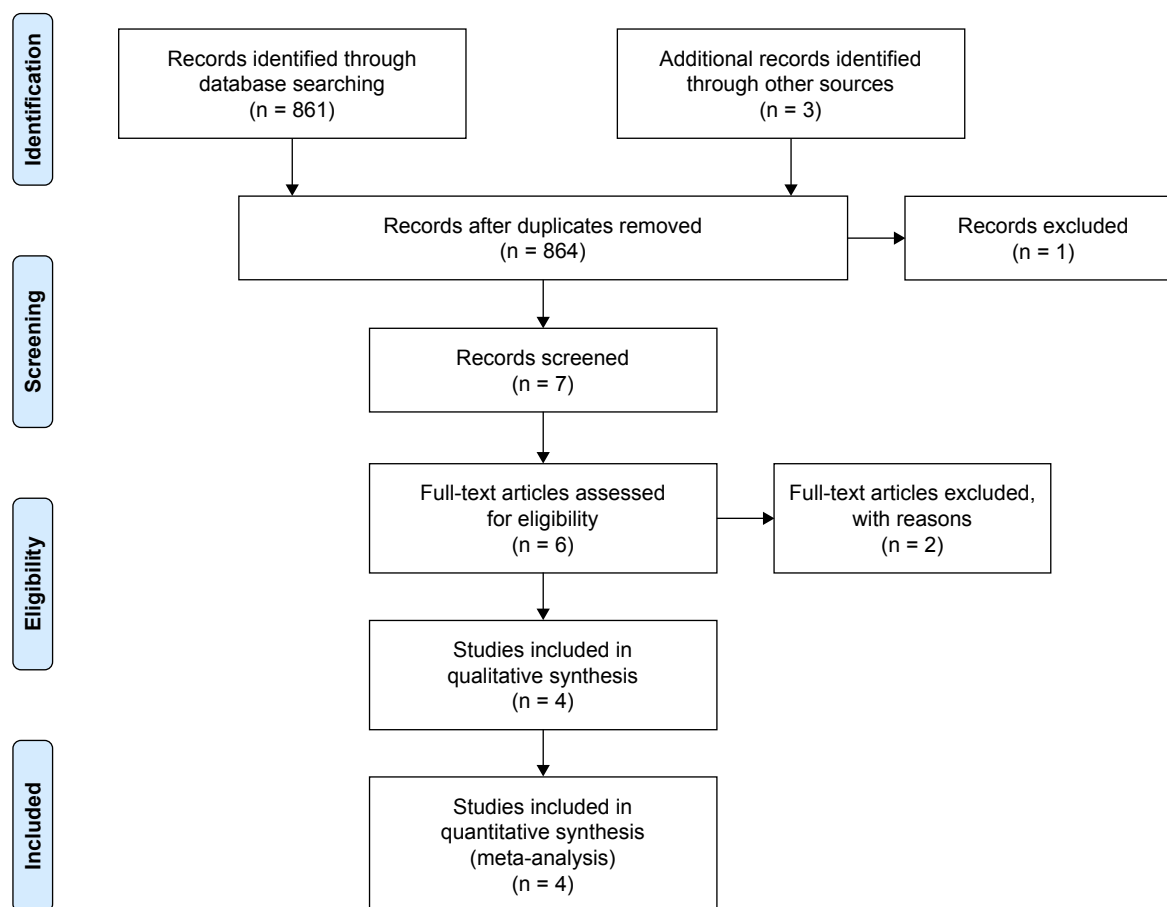 Identification
Records identified through
database searching
(n = 861)
Additional records identified
through other sources
(n = 3)
Records after duplicates removed
(n = 864)
Records excluded
(n = 1)
Screening
Records screened
(n = 7)
Eligibility
Full-text articles assessed
for eligibility
(n = 6)
Full-text articles excluded,
with reasons
(n = 2)
Studies included in
qualitative synthesis
(n = 4)
Included
Studies included in
quantitative synthesis
(meta-analysis)
(n = 4)